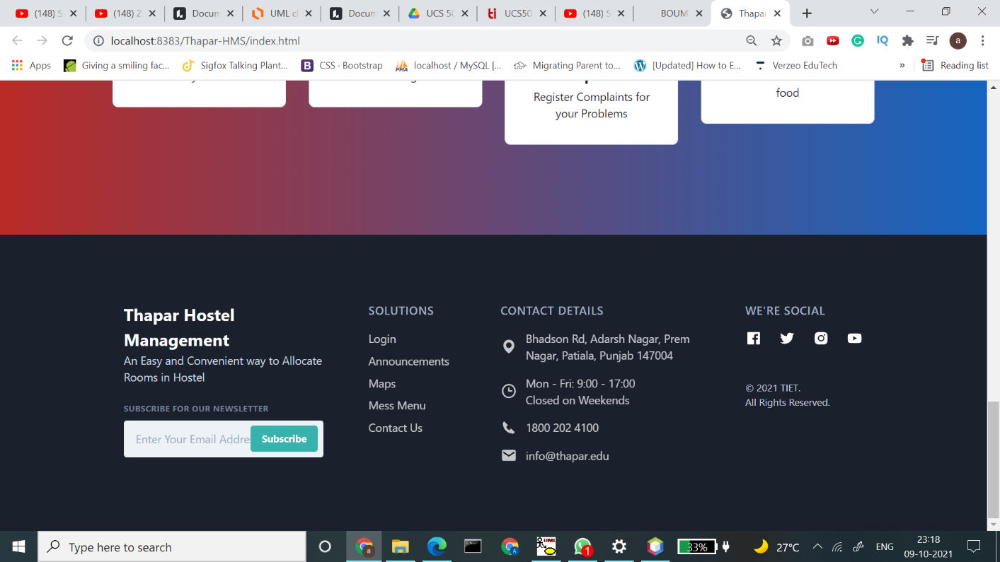 (148) S
(148) Z
Docum
UML cl
Docum
UCS 50
UCS50
(148) S
BOUM
Thapar
localhost:8383/Thapar-HMS/index.html
IQ
a
Apps
Giving a smiling fac...
Sigfox Talking Plant...
B
CSS · Bootstrap
PMA
localhost / MySQL |...
Migrating Parent to...
[Updated] How to E...
Verzeo EduTech
»
Reading list
Register Complaints for
your Problems
food
Thapar Hostel
Management
An Easy and Convenient way to Allocate
Rooms in Hostel
SUBSCRIBE FOR OUR NEWSLETTER
Enter Your Email Addre
Subscribe
SOLUTIONS
Login
Announcements
Maps
Mess Menu
Contact Us
CONTACT DETAILS
Bhadson Rd, Adarsh Nagar, Prem
Nagar, Patiala, Punjab 147004
Mon - Fri: 9:00 - 17:00
Closed on Weekends
1800 202 4100
info@thapar.edu
WE'RE SOCIAL
© 2021 TIET.
All Rights Reserved.
Type here to search
a
A
UML
1
33%
27°C
ENG
23:18
09-10-2021